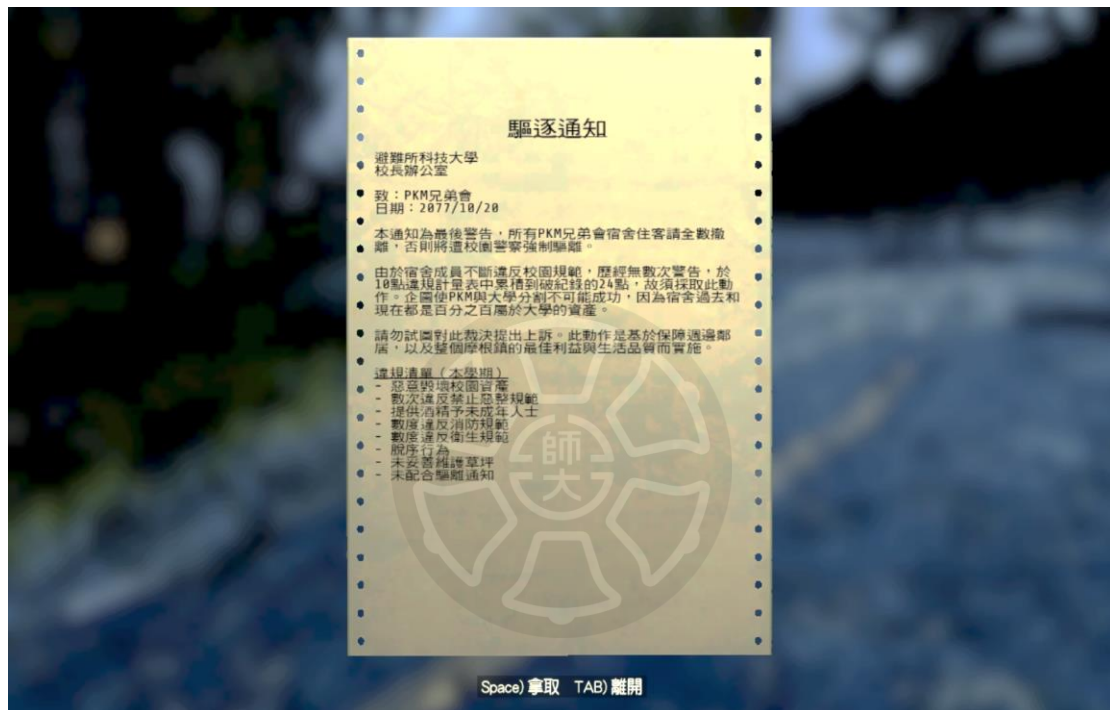 驅逐通知
避難所科技大學
校長辦公室
致：PKM兄弟會
日期：2077/10/20
本通知為最後警告，所有PKM兄弟會宿舍住客請全數撤
離，否則將遭校園警察強制驅離。
由於宿舍成員不斷違反校園規範，歷經無數次警告，於
10點違規計量表中累積到破紀錄的24點，故須採取此動
作。企圖使PKM與大學分割不可能成功，因為宿舍過去和
現在都是百分之百屬於大學的資產。
請勿試圖對此裁決提出上訴。此動作是基於保障週邊鄰
居，以及整個摩根鎮的最佳利益與生活品質而實施。
違規清單（本學期）
- 惡意毀壞校園資產
- 數次違反禁止惡整規範
- 提供酒精予未成年人士
- 數度違反消防規範
- 數度違反衛生規範
- 脫序行為
- 未妥善維護草坪
- 未配合驅離通知
師大
Space) 拿取 TAB) 離開